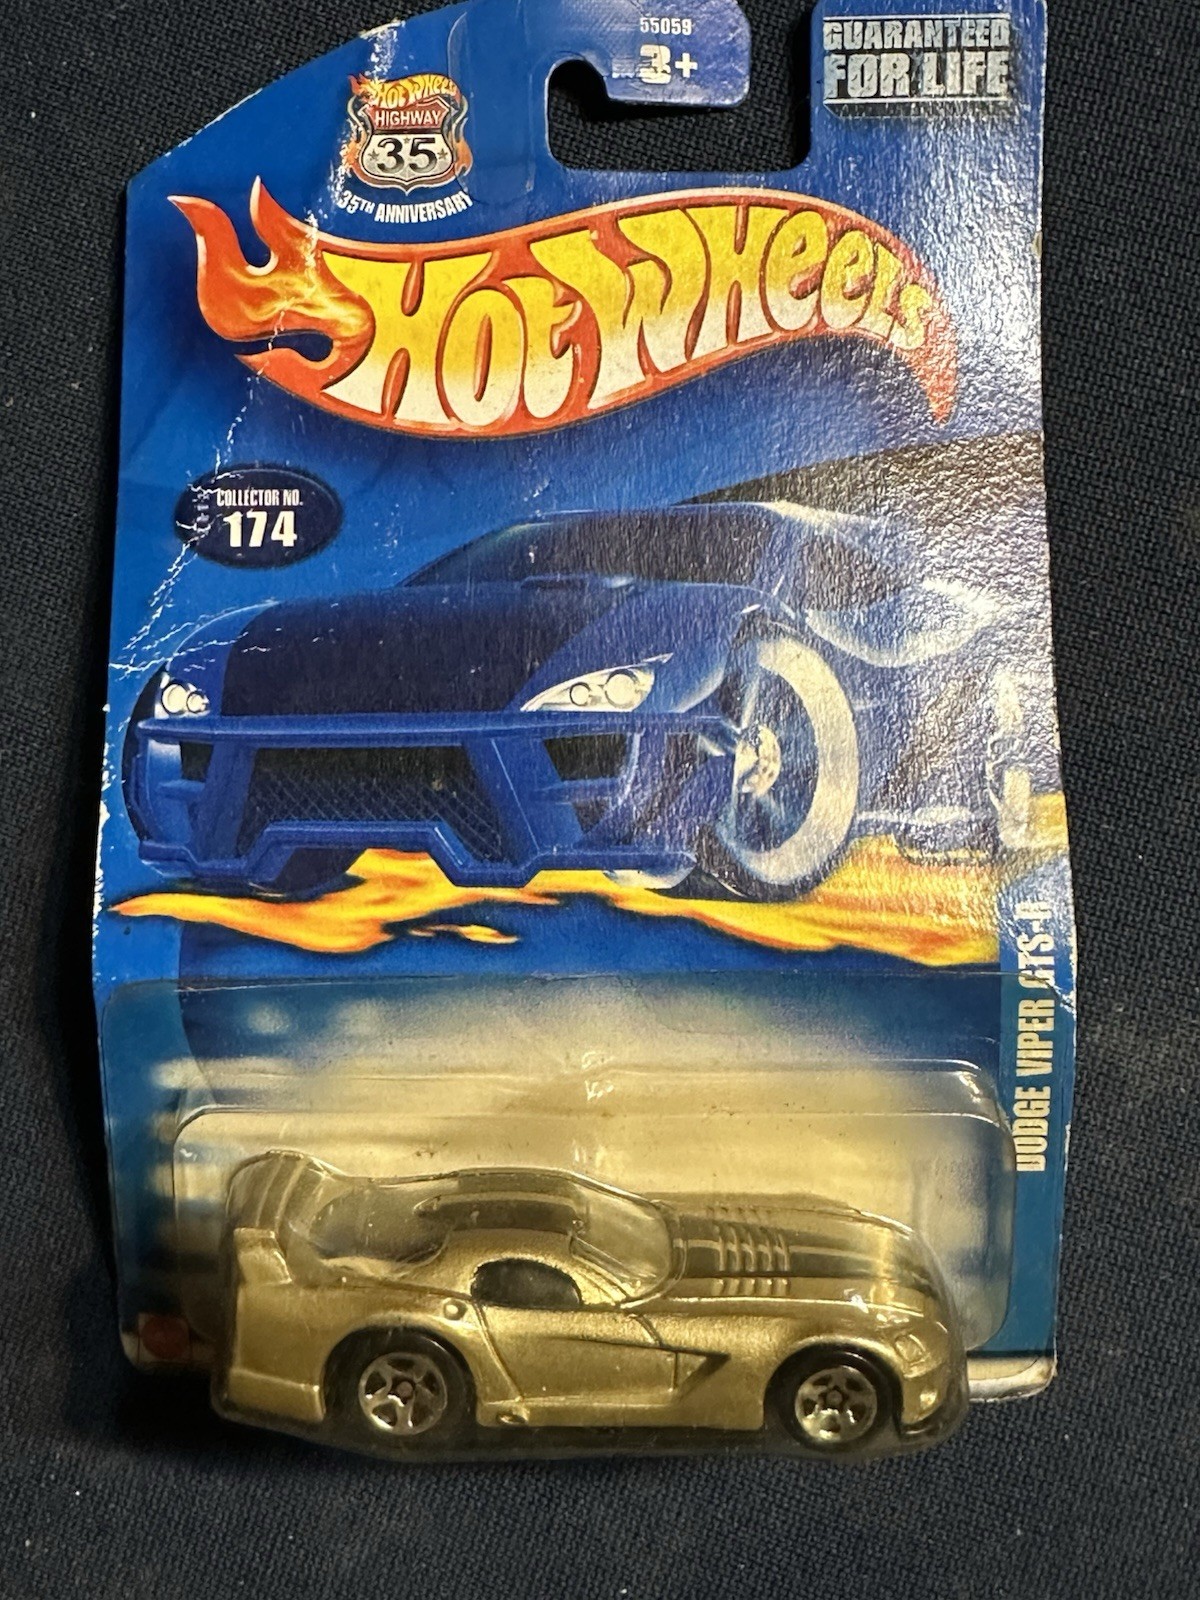 55059
3+
GUARANTEED
FOR LIFE
HOT WHEELS
HIGHWAY
35
35TH ANNIVERSARY
HOT WHEELS
COLLECTOR NO.
174
DODGE VIPER GTS-R